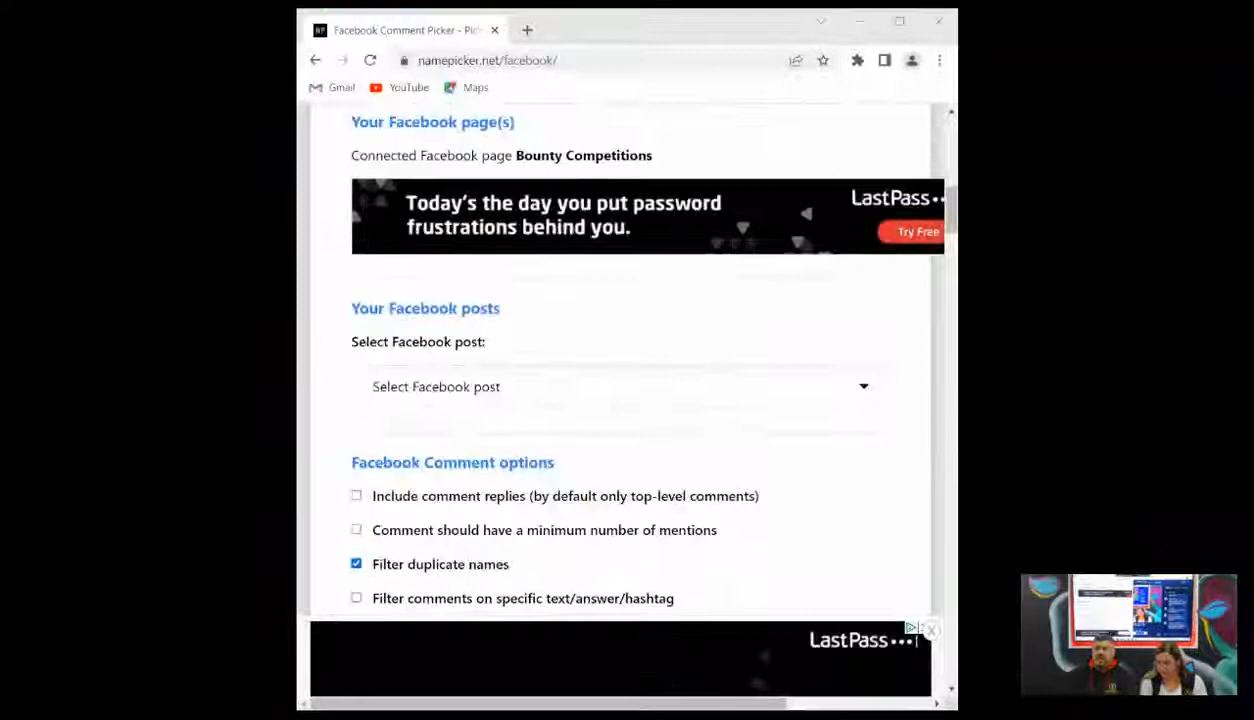 Facebook Comment Picker - Pic
namepicker.net/facebook/
Gmail YouTube Maps
Your Facebook page(s)
Connected Facebook page Bounty Competitions
Today's the day you put password
frustrations behind you.
LastPass
Try Free
Your Facebook posts
Select Facebook post:
Select Facebook post
Facebook Comment options
Include comment replies (by default only top-level comments)
Comment should have a minimum number of mentions
Filter duplicate names
Filter comments on specific text/answer/hashtag
LastPass